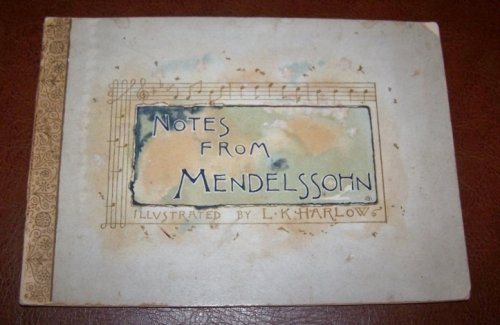 NOTES
FROM
MENDELSSOHN
ILLUSTRATED BY L·K·HARLOW